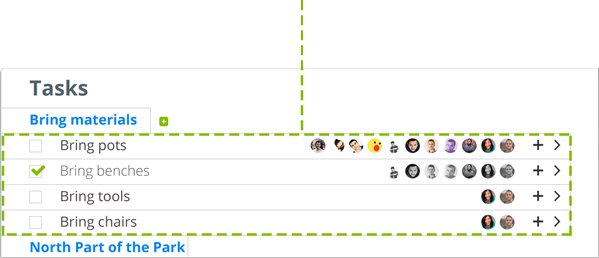 Tasks
Bring materials
Bring pots
Bring benches
Bring tools
Bring chairs
North Part of the Park